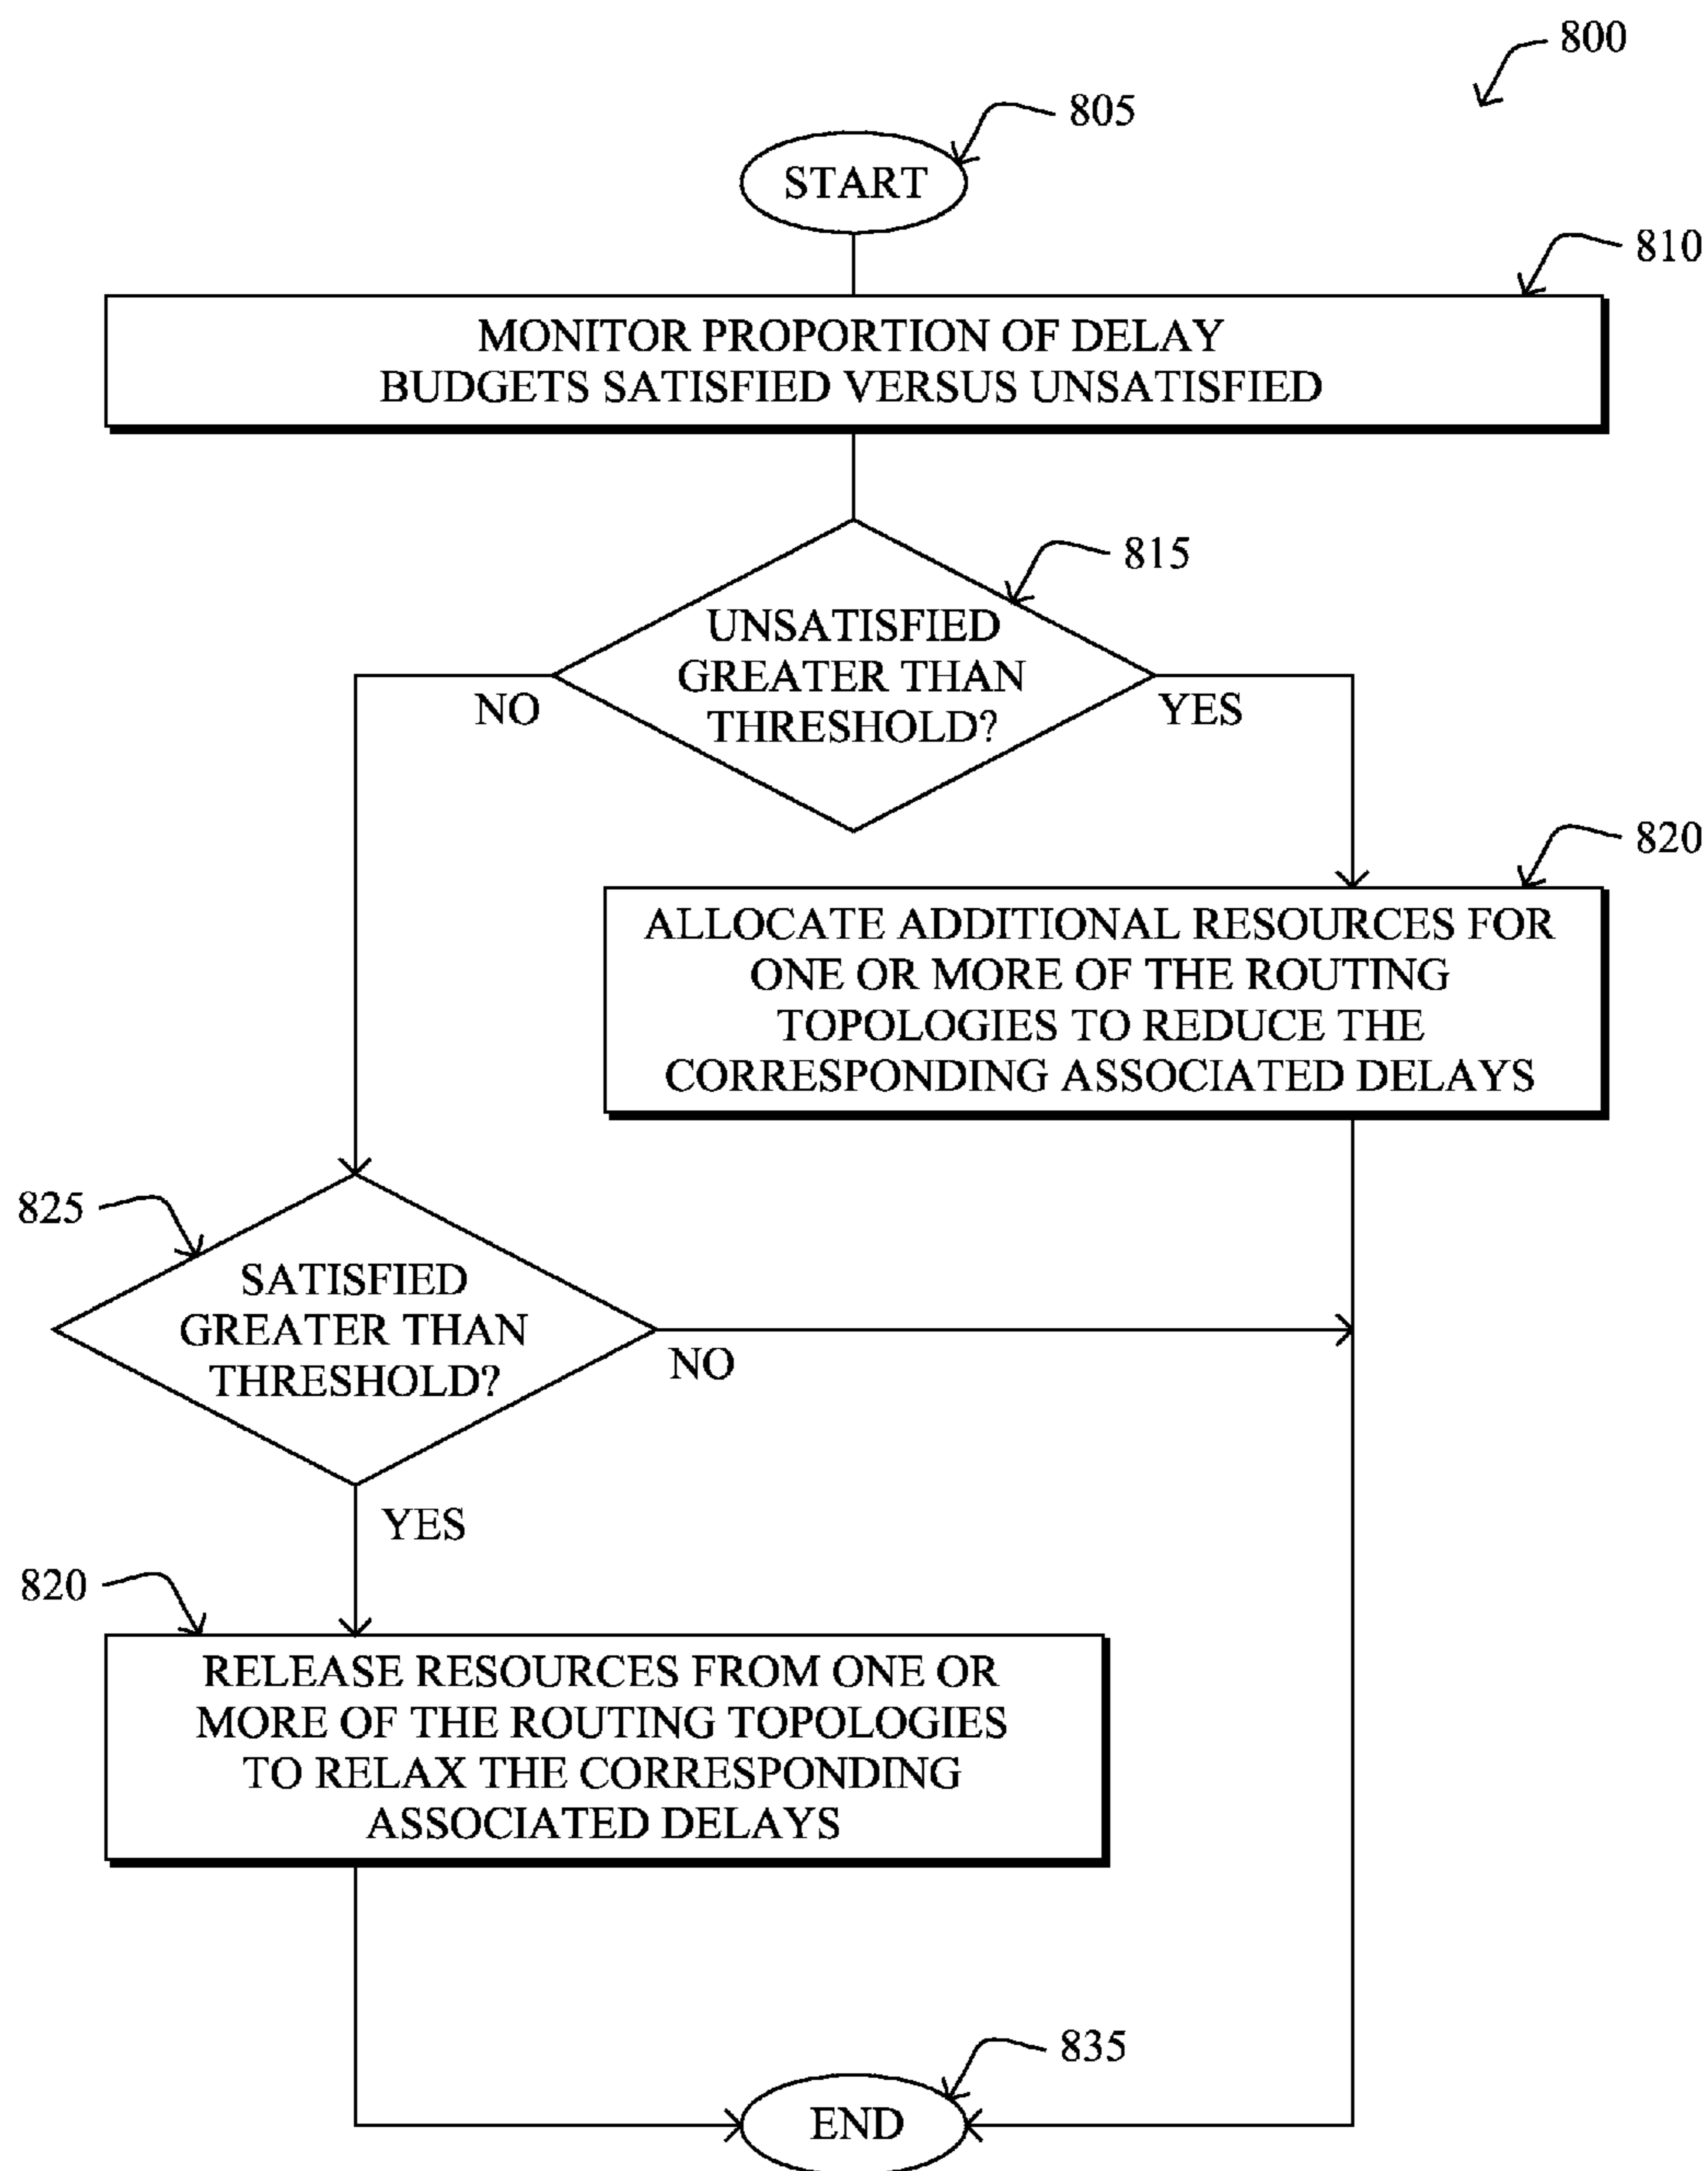 800
805
START
810
MONITOR PROPORTION OF DELAY
BUDGETS SATISFIED VERSUS UNSATISFIED
815
UNSATISFIED
GREATER THAN
THRESHOLD?
NO
YES
820
ALLOCATE ADDITIONAL RESOURCES FOR
ONE OR MORE OF THE ROUTING
TOPOLOGIES TO REDUCE THE
CORRESPONDING ASSOCIATED DELAYS
825
SATISFIED
GREATER THAN
THRESHOLD?
NO
YES
820
RELEASE RESOURCES FROM ONE OR
MORE OF THE ROUTING TOPOLOGIES
TO RELAX THE CORRESPONDING
ASSOCIATED DELAYS
835
END